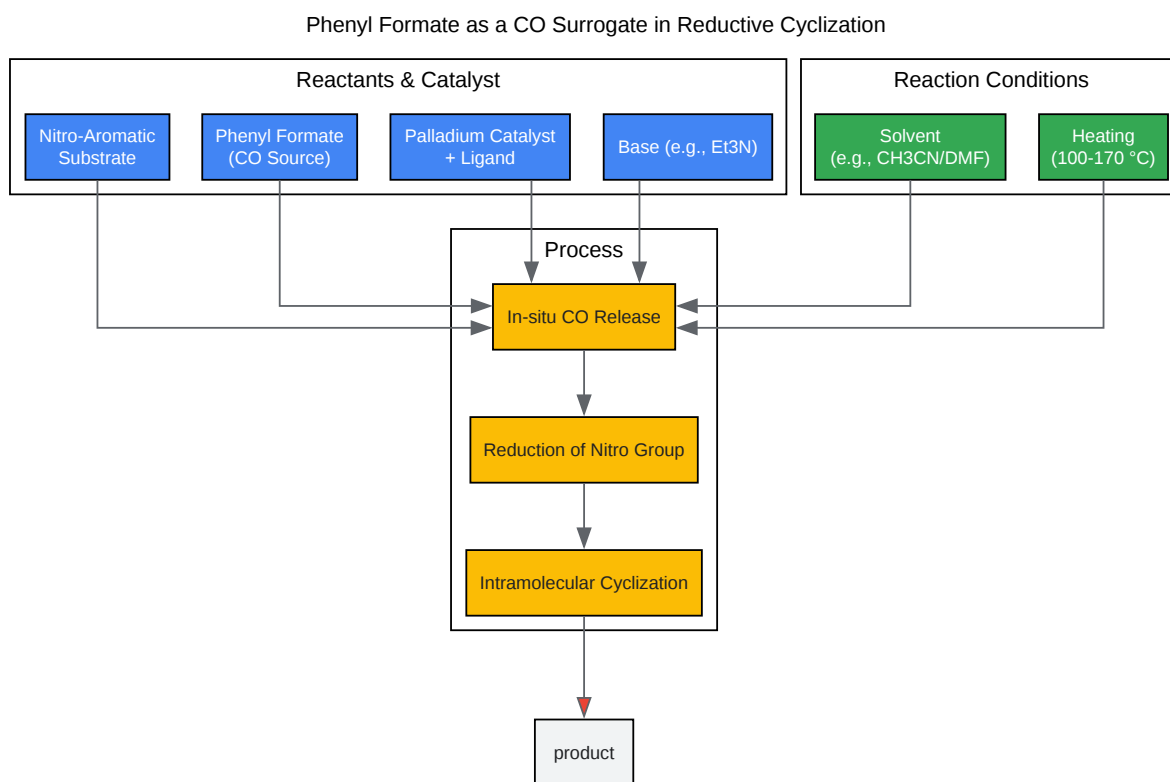 Phenyl Formate as a CO Surrogate in Reductive Cyclization
Reactants & Catalyst
Reaction Conditions
Nitro-Aromatic
Substrate
Phenyl Formate
(CO Source)
Palladium Catalyst
+ Ligand
Base (e.g., Et3N)
Solvent
(e.g., CH3CN/DMF)
Heating
(100-170 °C)
Process
In-situ CO Release
Reduction of Nitro Group
Intramolecular Cyclization
product